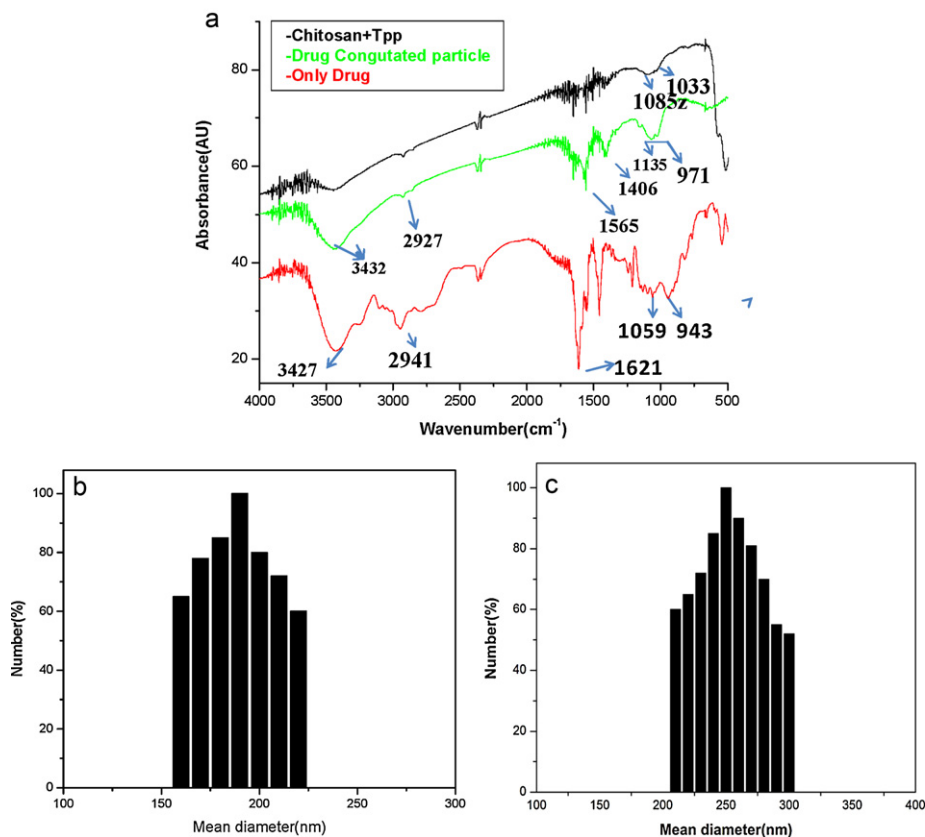 a
-Chitosan+Tpp
-Drug Congutated particle
-Only Drug
Absorbance(AU)
80
60
40
20
1033
1085z
1135
971
1406
1565
2927
3432
1059
943
3427
2941
1621
4000 3500 3000 2500 2000 1500 1000 500
Wavenumber(cm⁻¹)
b
Number(%)
100
80
60
40
20
0
100 150 200 250 300
Mean diameter(nm)
c
Number(%)
100
80
60
40
20
0
100 150 200 250 300 350 400
Mean diameter(nm)